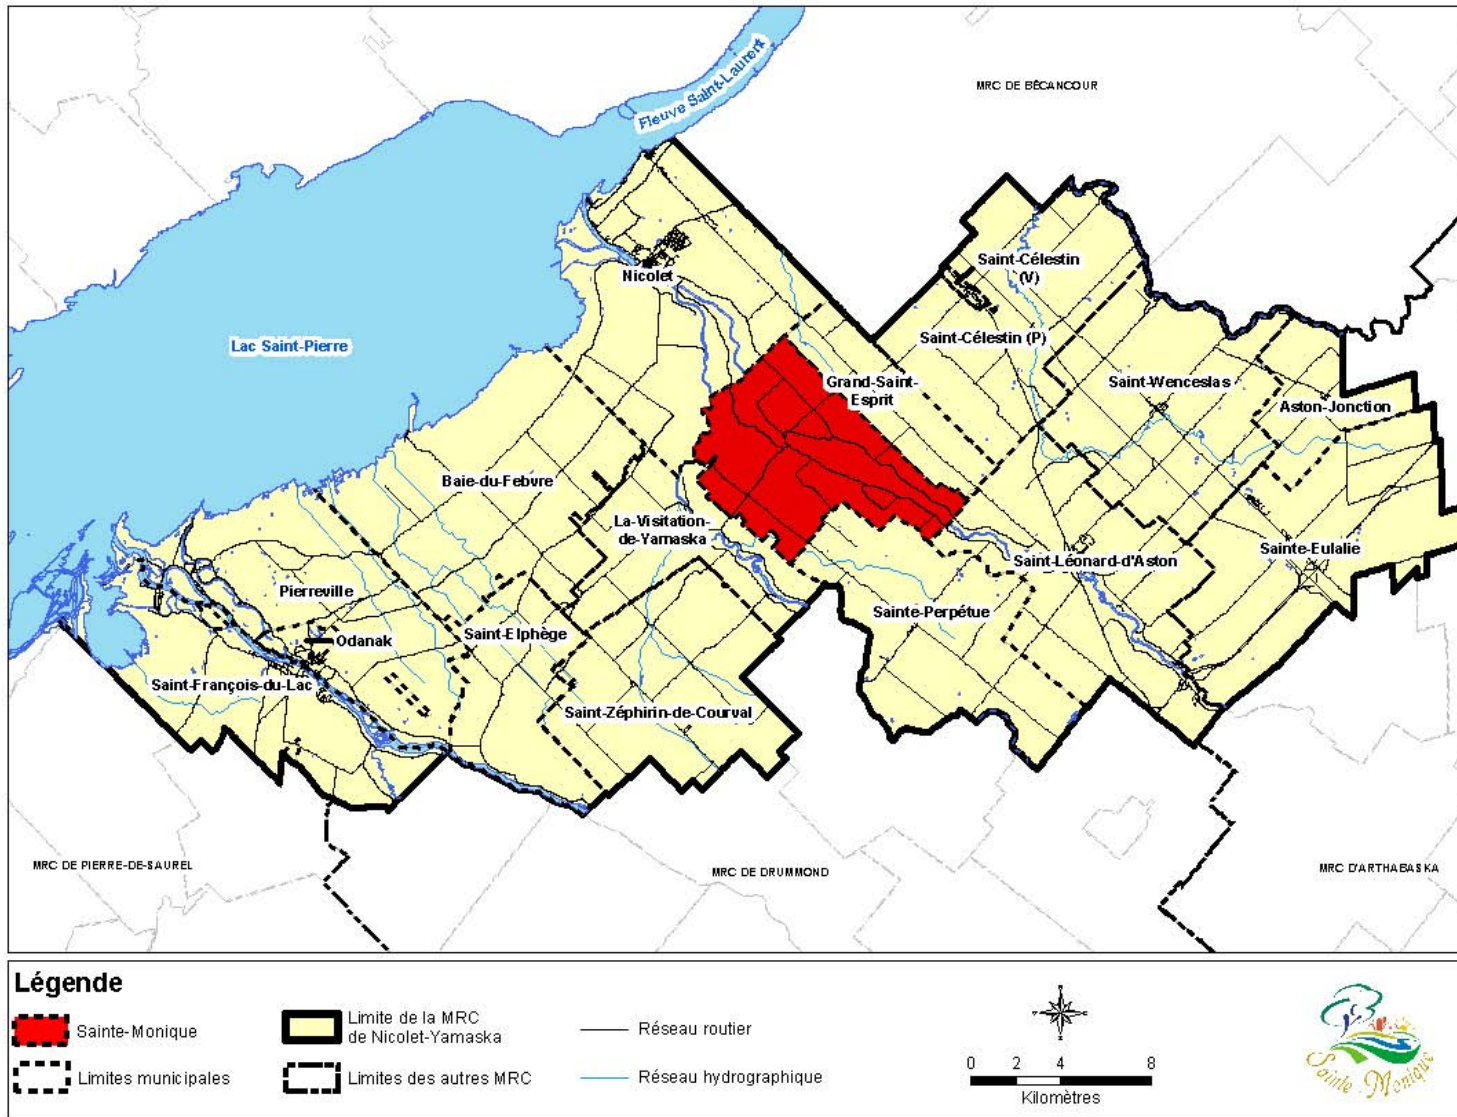 Fleuve Saint-Laurent
MRC DE BÉCANCOUR
Saint-Célestin
(V)
Nicolet
Lac Saint-Pierre
Saint-Célestin (P)
Grand-Saint-
Esprit
Saint-Wenceslas
Aston-Jonction
Baie-du-Febvre
La-Visitation-
de-Yamaska
Sainte-Eulalie
Saint-Léonard-d'Aston
Pierreville
Sainte-Perpétue
Odanak
Saint-Elphège
Saint-François-du-Lac
Saint-Zéphirin-de-Courval
MRC DE PIERRE-DE-SAUREL
MRC DE DRUMMOND
MRC D'ARTHABASKA
Légende
Sainte-Monique
Limites municipales
Limite de la MRC
de Nicolet-Yamaska
Limites des autres MRC
Réseau routier
Réseau hydrographique
0 2 4 8
Kilomètres
Sainte Monique